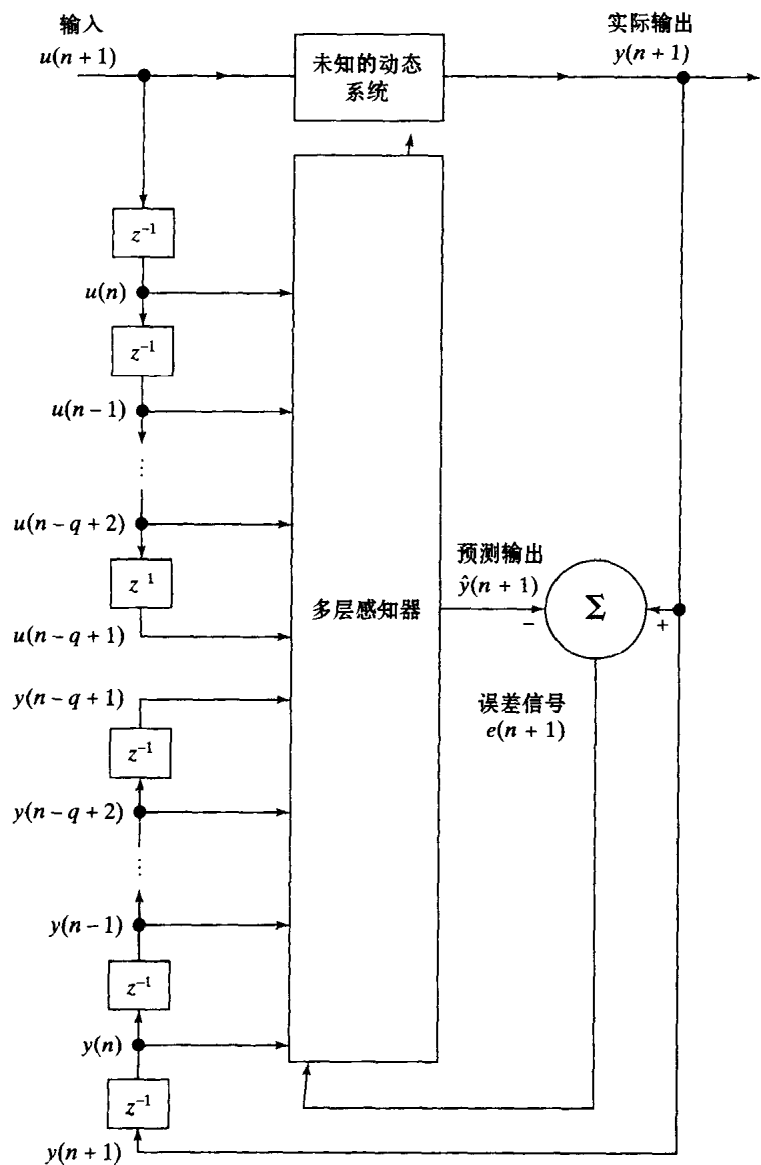 输入
u(n + 1)
实际输出
y(n + 1)
未知的动态
系统
z⁻¹
u(n)
z⁻¹
u(n − 1)
⋮
u(n − q + 2)
z⁻¹
u(n − q + 1)
多层感知器
预测输出
ŷ(n + 1)
−
Σ
+
误差信号
e(n + 1)
y(n − q + 1)
z⁻¹
y(n − q + 2)
⋮
y(n − 1)
z⁻¹
y(n)
z⁻¹
y(n + 1)